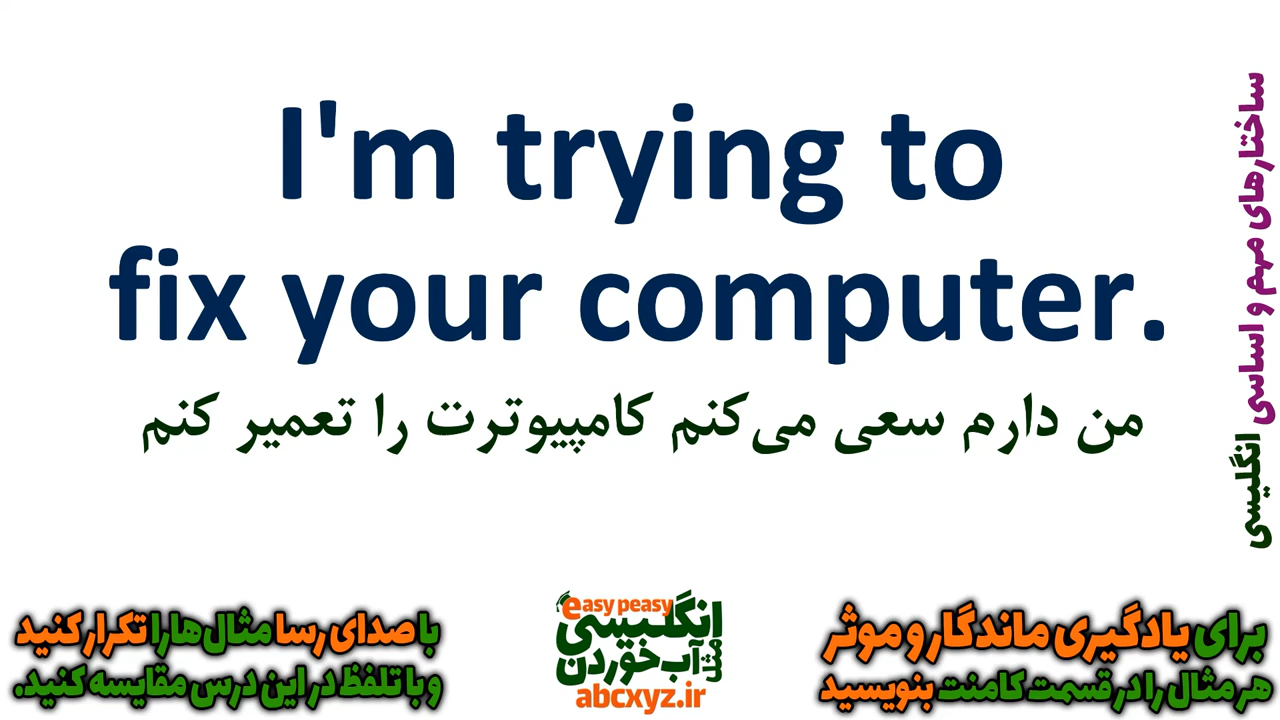 I'm trying to
fix your computer.
من دارم سعی می‌کنم کامپیوترت را تعمیر کنم
ساختارهای مهم و اساسی انگلیسی
برای یادگیری ماندگار و موثر
هر مثال را در قسمت کامنت بنویسید
easy peasy
انگلیسی
مثل آب خوردن
abcxyz.ir
با صدای رسا مثال‌ها را تکرار کنید
و با تلفظ در این درس مقایسه کنید.